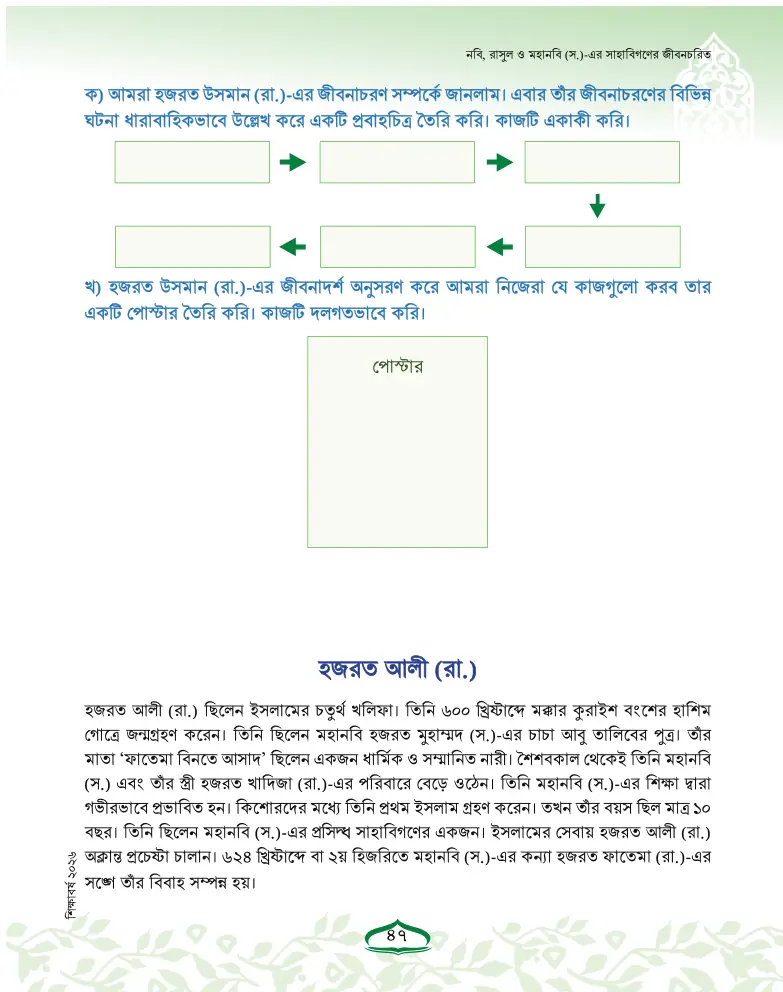 নবি, রাসুল ও মহানবি (স.)-এর সাহাবিগণের জীবনচরিত
ক) আমরা হজরত উসমান (রা.)-এর জীবনাচরণ সম্পর্কে জানলাম। এবার তাঁর জীবনাচরণের বিভিন্ন
ঘটনা ধারাবাহিকভাবে উল্লেখ করে একটি প্রবাহচিত্র তৈরি করি। কাজটি একাকী করি।
খ) হজরত উসমান (রা.)-এর জীবনাদর্শ অনুসরণ করে আমরা নিজেরা যে কাজগুলো করব তার
একটি পোস্টার তৈরি করি। কাজটি দলগতভাবে করি।
পোস্টার
হজরত আলী (রা.)
হজরত আলী (রা.) ছিলেন ইসলামের চতুর্থ খলিফা। তিনি ৬০০ খ্রিষ্টাব্দে মক্কার কুরাইশ বংশের হাশিম
গোত্রে জন্মগ্রহণ করেন। তিনি ছিলেন মহানবি হজরত মুহাম্মদ (স.)-এর চাচা আবু তালিবের পুত্র। তাঁর
মাতা ‘ফাতেমা বিনতে আসাদ’ ছিলেন একজন ধার্মিক ও সম্মানিত নারী। শৈশবকাল থেকেই তিনি মহানবি
(স.) এবং তাঁর স্ত্রী হজরত খাদিজা (রা.)-এর পরিবারে বেড়ে ওঠেন। তিনি মহানবি (স.)-এর শিক্ষা দ্বারা
গভীরভাবে প্রভাবিত হন। কিশোরদের মধ্যে তিনি প্রথম ইসলাম গ্রহণ করেন। তখন তাঁর বয়স ছিল মাত্র ১০
বছর। তিনি ছিলেন মহানবি (স.)-এর প্রসিদ্ধ সাহাবিগণের একজন। ইসলামের সেবায় হজরত আলী (রা.)
অক্লান্ত প্রচেষ্টা চালান। ৬২৪ খ্রিষ্টাব্দে বা ২য় হিজরিতে মহানবি (স.)-এর কন্যা হজরত ফাতেমা (রা.)-এর
সঙ্গে তাঁর বিবাহ সম্পন্ন হয়।
শিক্ষাবর্ষ ২০২৬
৪৭